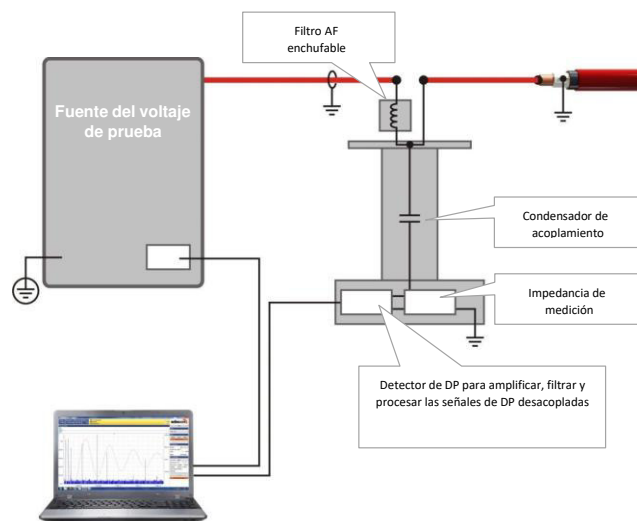 Filtro AF
enchufable
Fuente del voltaje
de prueba
Condensador de
acoplamiento
Impedancia de
medición
Detector de DP para amplificar, filtrar y
procesar las señales de DP desacopladas